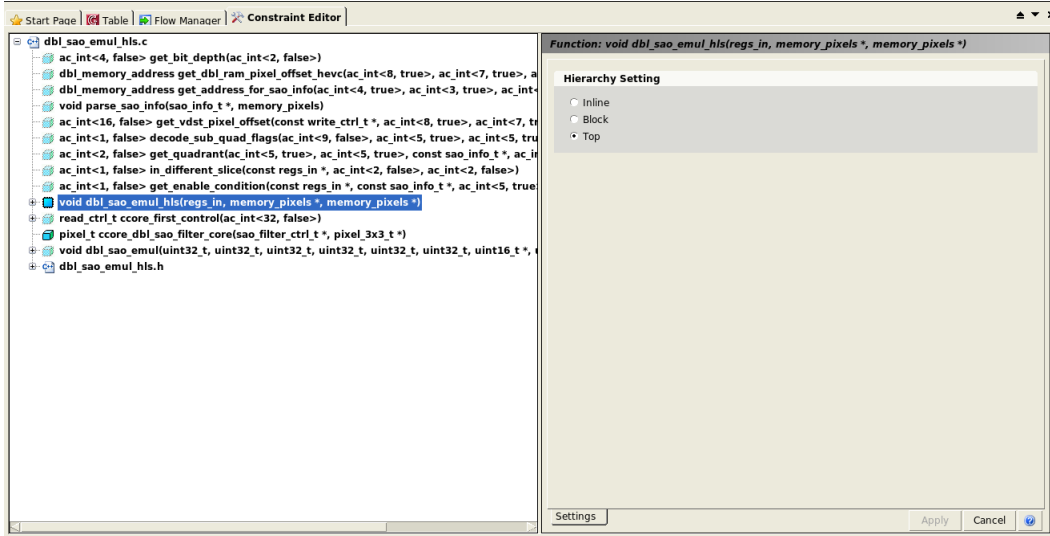 Start Page Table Flow Manager Constraint Editor
dbl_sao_emul_hls.c
ac_int<4, false> get_bit_depth(ac_int<2, false>)
dbl_memory_address get_dbl_ram_pixel_offset_hevc(ac_int<8, true>, ac_int<7, true>, a
dbl_memory_address get_address_for_sao_info(ac_int<4, true>, ac_int<3, true>, ac_int<
void parse_sao_info(sao_info_t *, memory_pixels)
ac_int<16, false> get_vdst_pixel_offset(const write_ctrl_t *, ac_int<8, true>, ac_int<7, tr
ac_int<1, false> decode_sub_quad_flags(ac_int<9, false>, ac_int<5, true>, ac_int<5, tru
ac_int<2, false> get_quadrant(ac_int<5, true>, ac_int<5, true>, const sao_info_t *, ac_i
ac_int<1, false> in_different_slice(const regs_in *, ac_int<2, false>, ac_int<2, false>)
ac_int<1, false> get_enable_condition(const regs_in *, const sao_info_t *, ac_int<5, true
void dbl_sao_emul_hls(regs_in, memory_pixels *, memory_pixels *)
read_ctrl_t ccore_first_control(ac_int<32, false>)
pixel_t ccore_dbl_sao_filter_core(sao_filter_ctrl_t *, pixel_3x3_t *)
void dbl_sao_emul(uint32_t, uint32_t, uint32_t, uint32_t, uint32_t, uint32_t, uint16_t *, u
dbl_sao_emul_hls.h
Function: void dbl_sao_emul_hls(regs_in, memory_pixels *, memory_pixels *)
Hierarchy Setting
Inline
Block
Top
Settings
Apply Cancel